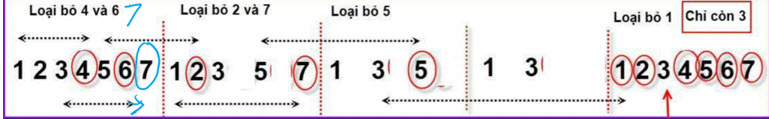 Loại bỏ 4 và 6 7
Loại bỏ 2 và 7
Loại bỏ 5
Loại bỏ 1
Chỉ còn 3
1 2 3 4 5 6 7 1 2 3 5 7 1 3 5 1 3 1 2 3 4 5 6 7